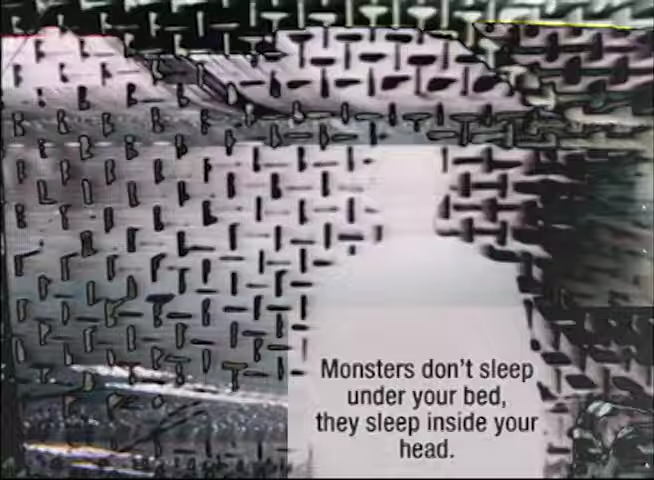 Monsters don't sleep
under your bed,
they sleep inside your
head.